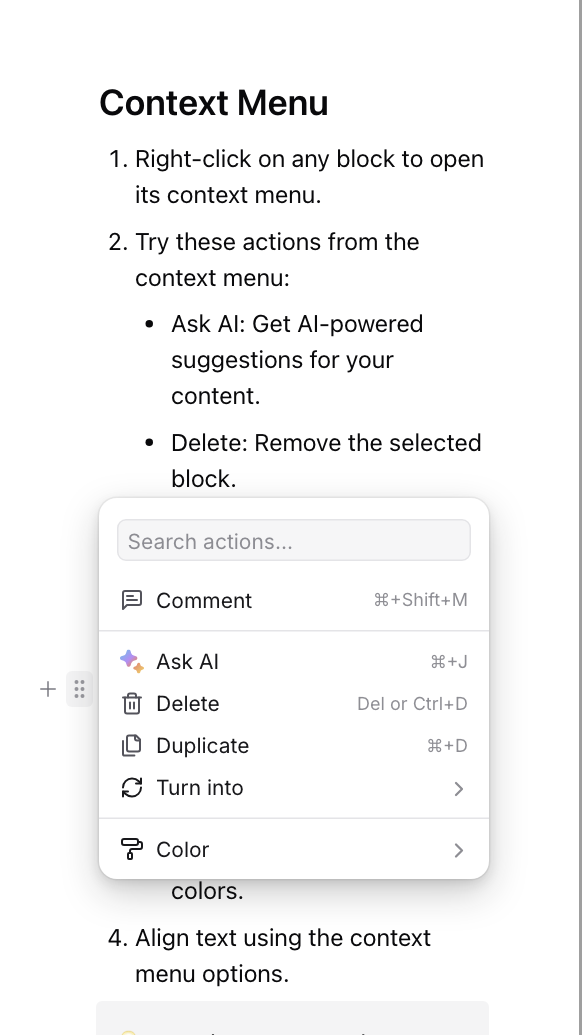 Context Menu
1. Right-click on any block to open
its context menu.
2. Try these actions from the
context menu:
• Ask AI: Get AI-powered
suggestions for your
content.
• Delete: Remove the selected
block.
Search actions...
Comment ⌘+Shift+M
Ask AI ⌘+J
Delete Del or Ctrl+D
Duplicate ⌘+D
Turn into
Color
colors.
4. Align text using the context
menu options.